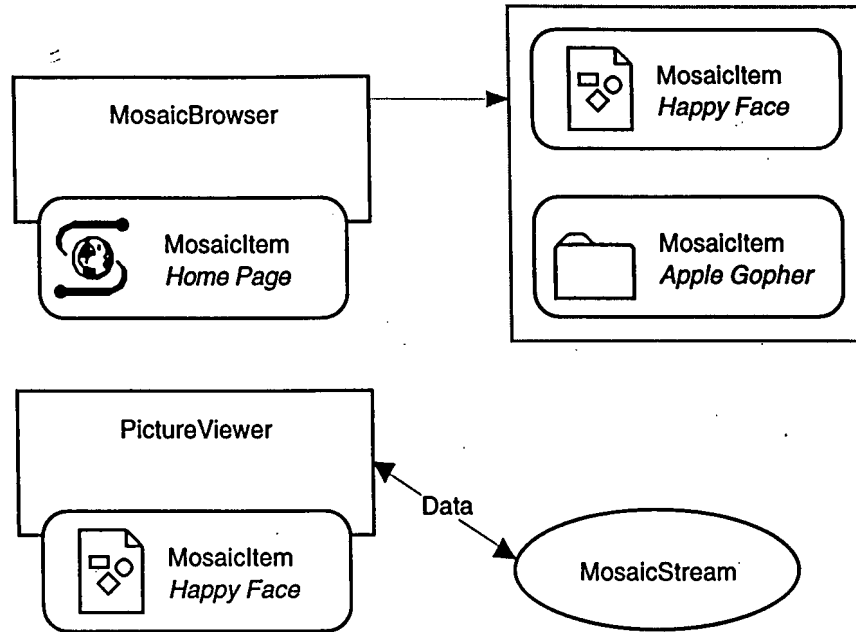 MosaicBrowser
MosaicItem
Home Page
MosaicItem
Happy Face
MosaicItem
Apple Gopher
PictureViewer
MosaicItem
Happy Face
Data
MosaicStream